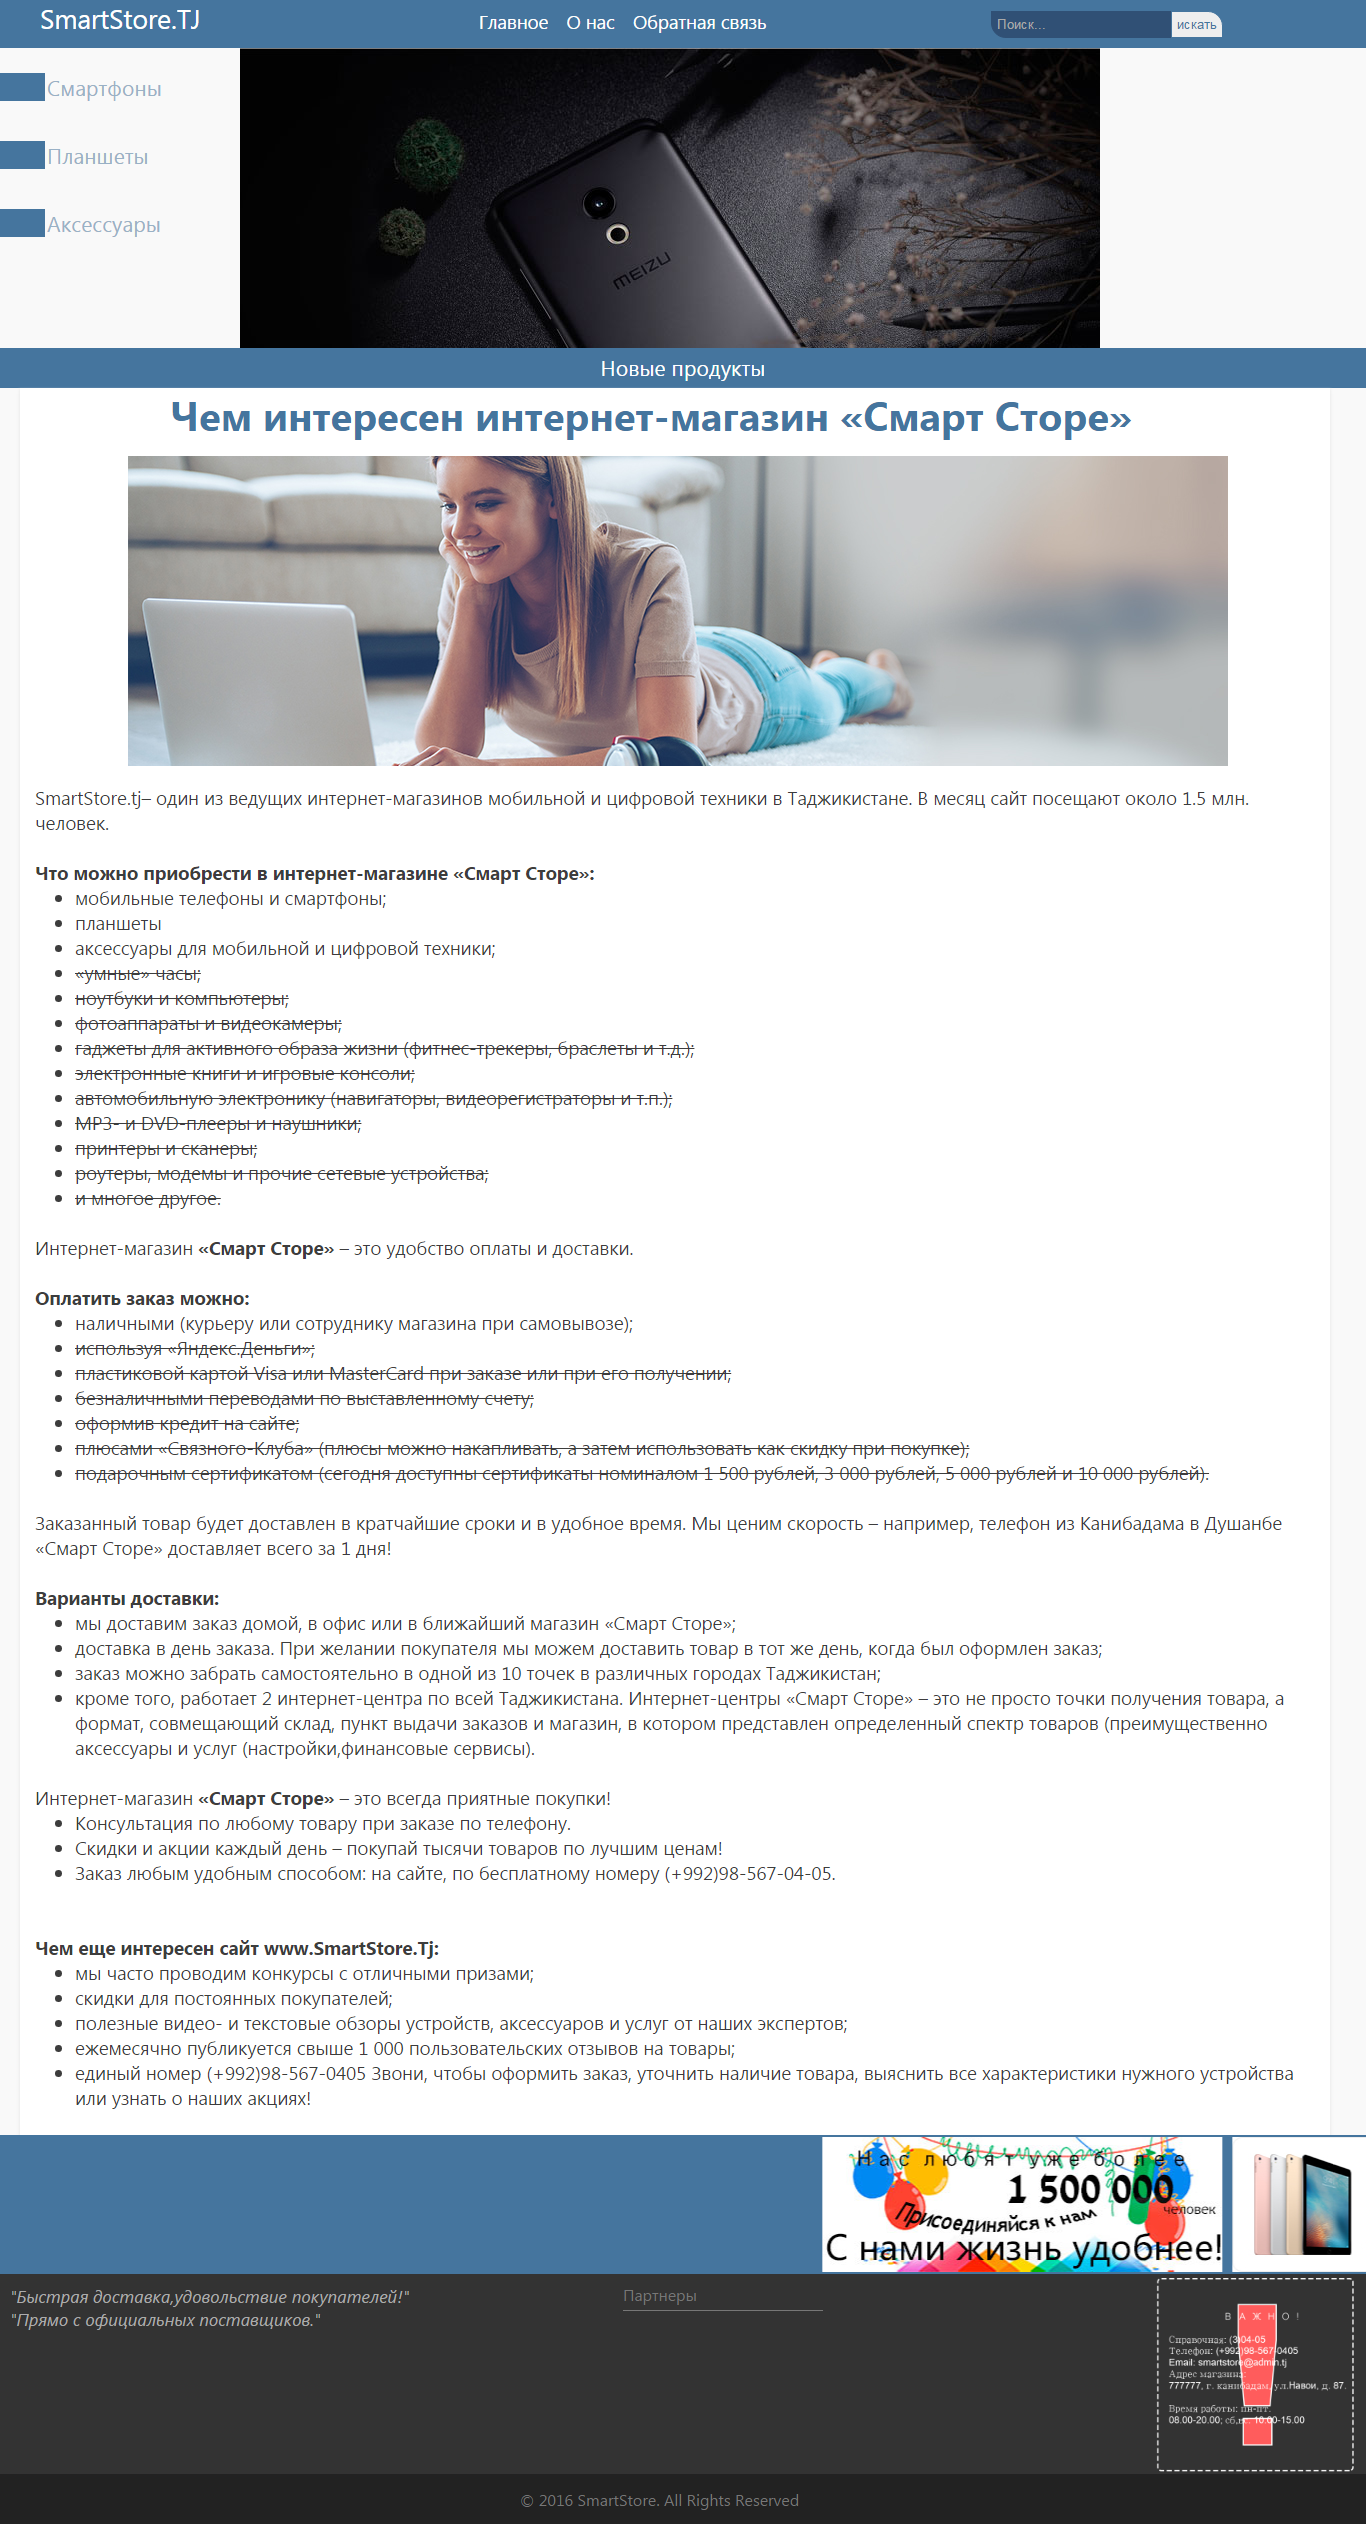 SmartStore.TJ
Главное О нас Обратная связь
Поиск...
искать
Смартфоны
Планшеты
Аксессуары
MEIZU
Новые продукты
Чем интересен интернет-магазин «Смарт Сторе»
SmartStore.tj– один из ведущих интернет-магазинов мобильной и цифровой техники в Таджикистане. В месяц сайт посещают около 1.5 млн.
человек.
Что можно приобрести в интернет-магазине «Смарт Сторе»:
мобильные телефоны и смартфоны;
планшеты
аксессуары для мобильной и цифровой техники;
«умные» часы;
ноутбуки и компьютеры;
фотоаппараты и видеокамеры;
гаджеты для активного образа жизни (фитнес-трекеры, браслеты и т.д.);
электронные книги и игровые консоли;
автомобильную электронику (навигаторы, видеорегистраторы и т.п.);
MP3- и DVD-плееры и наушники;
принтеры и сканеры;
роутеры, модемы и прочие сетевые устройства;
и многое другое.
Интернет-магазин «Смарт Сторе» – это удобство оплаты и доставки.
Оплатить заказ можно:
наличными (курьеру или сотруднику магазина при самовывозе);
используя «Яндекс.Деньги»;
пластиковой картой Visa или MasterCard при заказе или при его получении;
безналичными переводами по выставленному счету;
оформив кредит на сайте;
плюсами «Связного-Клуба» (плюсы можно накапливать, а затем использовать как скидку при покупке);
подарочным сертификатом (сегодня доступны сертификаты номиналом 1 500 рублей, 3 000 рублей, 5 000 рублей и 10 000 рублей).
Заказанный товар будет доставлен в кратчайшие сроки и в удобное время. Мы ценим скорость – например, телефон из Канибадама в Душанбе
«Смарт Сторе» доставляет всего за 1 дня!
Варианты доставки:
мы доставим заказ домой, в офис или в ближайший магазин «Смарт Сторе»;
доставка в день заказа. При желании покупателя мы можем доставить товар в тот же день, когда был оформлен заказ;
заказ можно забрать самостоятельно в одной из 10 точек в различных городах Таджикистан;
кроме того, работает 2 интернет-центра по всей Таджикистана. Интернет-центры «Смарт Сторе» – это не просто точки получения товара, а
формат, совмещающий склад, пункт выдачи заказов и магазин, в котором представлен определенный спектр товаров (преимущественно
аксессуары и услуг (настройки,финансовые сервисы).
Интернет-магазин «Смарт Сторе» – это всегда приятные покупки!
Консультация по любому товару при заказе по телефону.
Скидки и акции каждый день – покупай тысячи товаров по лучшим ценам!
Заказ любым удобным способом: на сайте, по бесплатному номеру (+992)98-567-04-05.
Чем еще интересен сайт www.SmartStore.Tj:
мы часто проводим конкурсы с отличными призами;
скидки для постоянных покупателей;
полезные видео- и текстовые обзоры устройств, аксессуаров и услуг от наших экспертов;
ежемесячно публикуется свыше 1 000 пользовательских отзывов на товары;
единый номер (+992)98-567-0405 Звони, чтобы оформить заказ, уточнить наличие товара, выяснить все характеристики нужного устройства
или узнать о наших акциях!
Нас любят уже более
1 500 000
человек
Присоединяйся к нам
С нами жизнь удобнее!
"Быстрая доставка,удовольствие покупателей!"
"Прямо с официальных поставщиков."
Партнеры
ВАЖНО!
Справочная: (3)04-05
Телефон: (+992)98-567-0405
Email: smartstore@admin.tj
Адрес магазина:
777777, г. канибадам, ул.Навои, д. 87.
Время работы: пн-пт.
08.00-20.00; сб,вс. 10.00-15.00
© 2016 SmartStore. All Rights Reserved